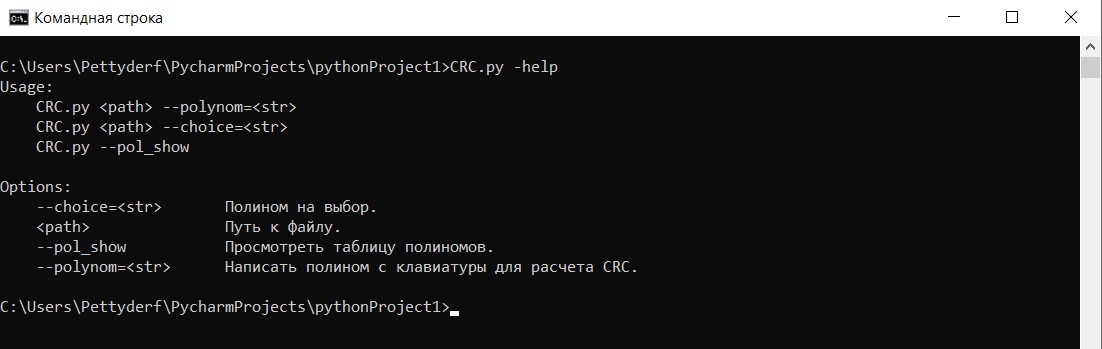 Командная строка
C:\Users\Pettyderf\PycharmProjects\pythonProject1>CRC.py -help
Usage:
    CRC.py <path> --polynom=<str>
    CRC.py <path> --choice=<str>
    CRC.py --pol_show
Options:
    --choice=<str>       Полином на выбор.
    <path>               Путь к файлу.
    --pol_show           Просмотреть таблицу полиномов.
    --polynom=<str>      Написать полином с клавиатуры для расчета CRC.
C:\Users\Pettyderf\PycharmProjects\pythonProject1>